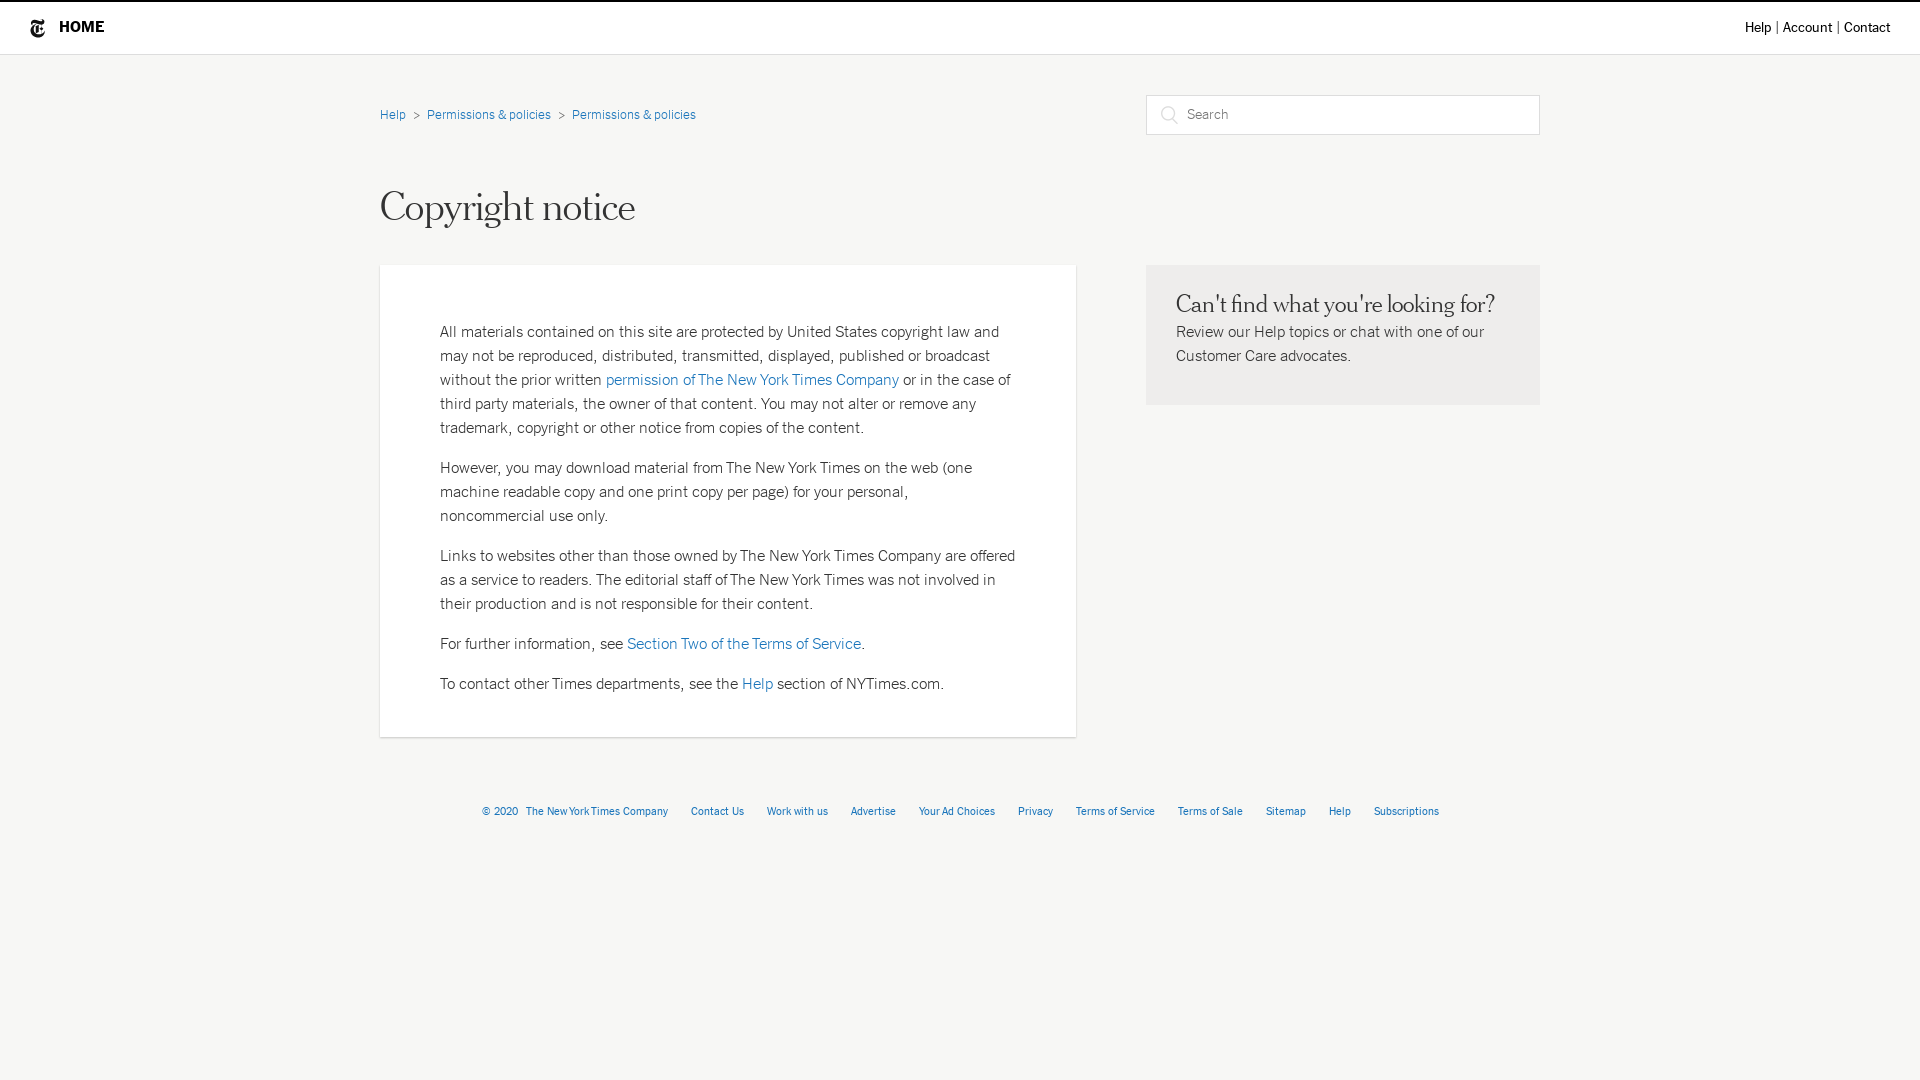 HOME
Help | Account | Contact
Help > Permissions & policies > Permissions & policies
Search
Copyright notice
All materials contained on this site are protected by United States copyright law and
may not be reproduced, distributed, transmitted, displayed, published or broadcast
without the prior written permission of The New York Times Company or in the case of
third party materials, the owner of that content. You may not alter or remove any
trademark, copyright or other notice from copies of the content.
However, you may download material from The New York Times on the web (one
machine readable copy and one print copy per page) for your personal,
noncommercial use only.
Links to websites other than those owned by The New York Times Company are offered
as a service to readers. The editorial staff of The New York Times was not involved in
their production and is not responsible for their content.
For further information, see Section Two of the Terms of Service.
To contact other Times departments, see the Help section of NYTimes.com.
Can't find what you're looking for?
Review our Help topics or chat with one of our
Customer Care advocates.
© 2020 The New York Times Company Contact Us Work with us Advertise Your Ad Choices Privacy Terms of Service Terms of Sale Sitemap Help Subscriptions